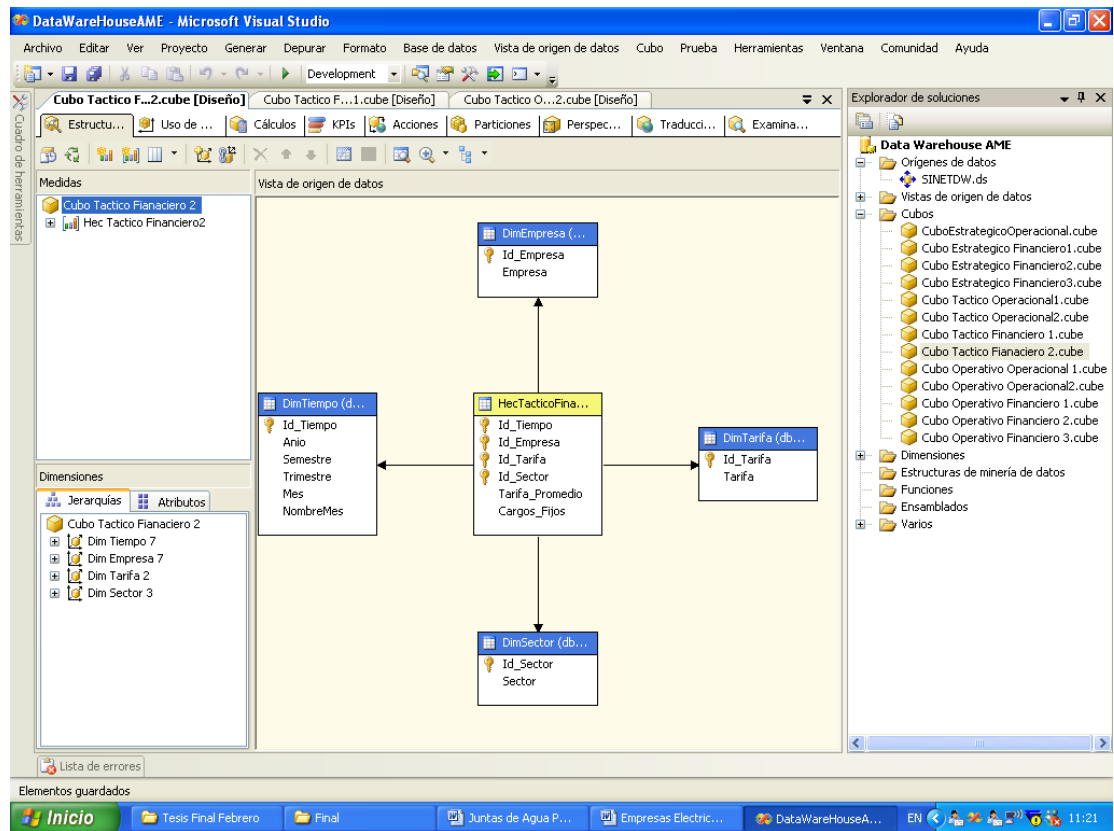 DataWareHouseAME - Microsoft Visual Studio
Archivo Editar Ver Proyecto Generar Depurar Formato Base de datos Vista de origen de datos Cubo Prueba Herramientas Ventana Comunidad Ayuda
Development
Cuadro de herramientas
Cubo Tactico F...2.cube [Diseño] Cubo Tactico F...1.cube [Diseño] Cubo Tactico O...2.cube [Diseño]
Estructu... Uso de ... Cálculos KPIs Acciones Particiones Perspec... Traducci... Examina...
Medidas
Cubo Tactico Fianaciero 2
Hec Tactico Financiero2
Dimensiones
Jerarquías Atributos
Cubo Tactico Fianaciero 2
Dim Tiempo 7
Dim Empresa 7
Dim Tarifa 2
Dim Sector 3
Vista de origen de datos
DimEmpresa (...
Id_Empresa
Empresa
DimTiempo (d...
Id_Tiempo
Anio
Semestre
Trimestre
Mes
NombreMes
HecTacticoFina...
Id_Tiempo
Id_Empresa
Id_Tarifa
Id_Sector
Tarifa_Promedio
Cargos_Fijos
DimTarifa (db...
Id_Tarifa
Tarifa
DimSector (db...
Id_Sector
Sector
Explorador de soluciones
Data Warehouse AME
Orígenes de datos
SINETDW.ds
Vistas de origen de datos
Cubos
CuboEstrategicoOperacional.cube
Cubo Estrategico Financiero1.cube
Cubo Estrategico Financiero2.cube
Cubo Estrategico Financiero3.cube
Cubo Tactico Operacional1.cube
Cubo Tactico Operacional2.cube
Cubo Tactico Financiero 1.cube
Cubo Tactico Fianaciero 2.cube
Cubo Operativo Operacional 1.cube
Cubo Operativo Operacional2.cube
Cubo Operativo Financiero 1.cube
Cubo Operativo Financiero 2.cube
Cubo Operativo Financiero 3.cube
Dimensiones
Estructuras de minería de datos
Funciones
Ensamblados
Varios
Lista de errores
Elementos guardados
Inicio Tesis Final Febrero Final Juntas de Agua P... Empresas Electric... DataWareHouseA... EN 11:21